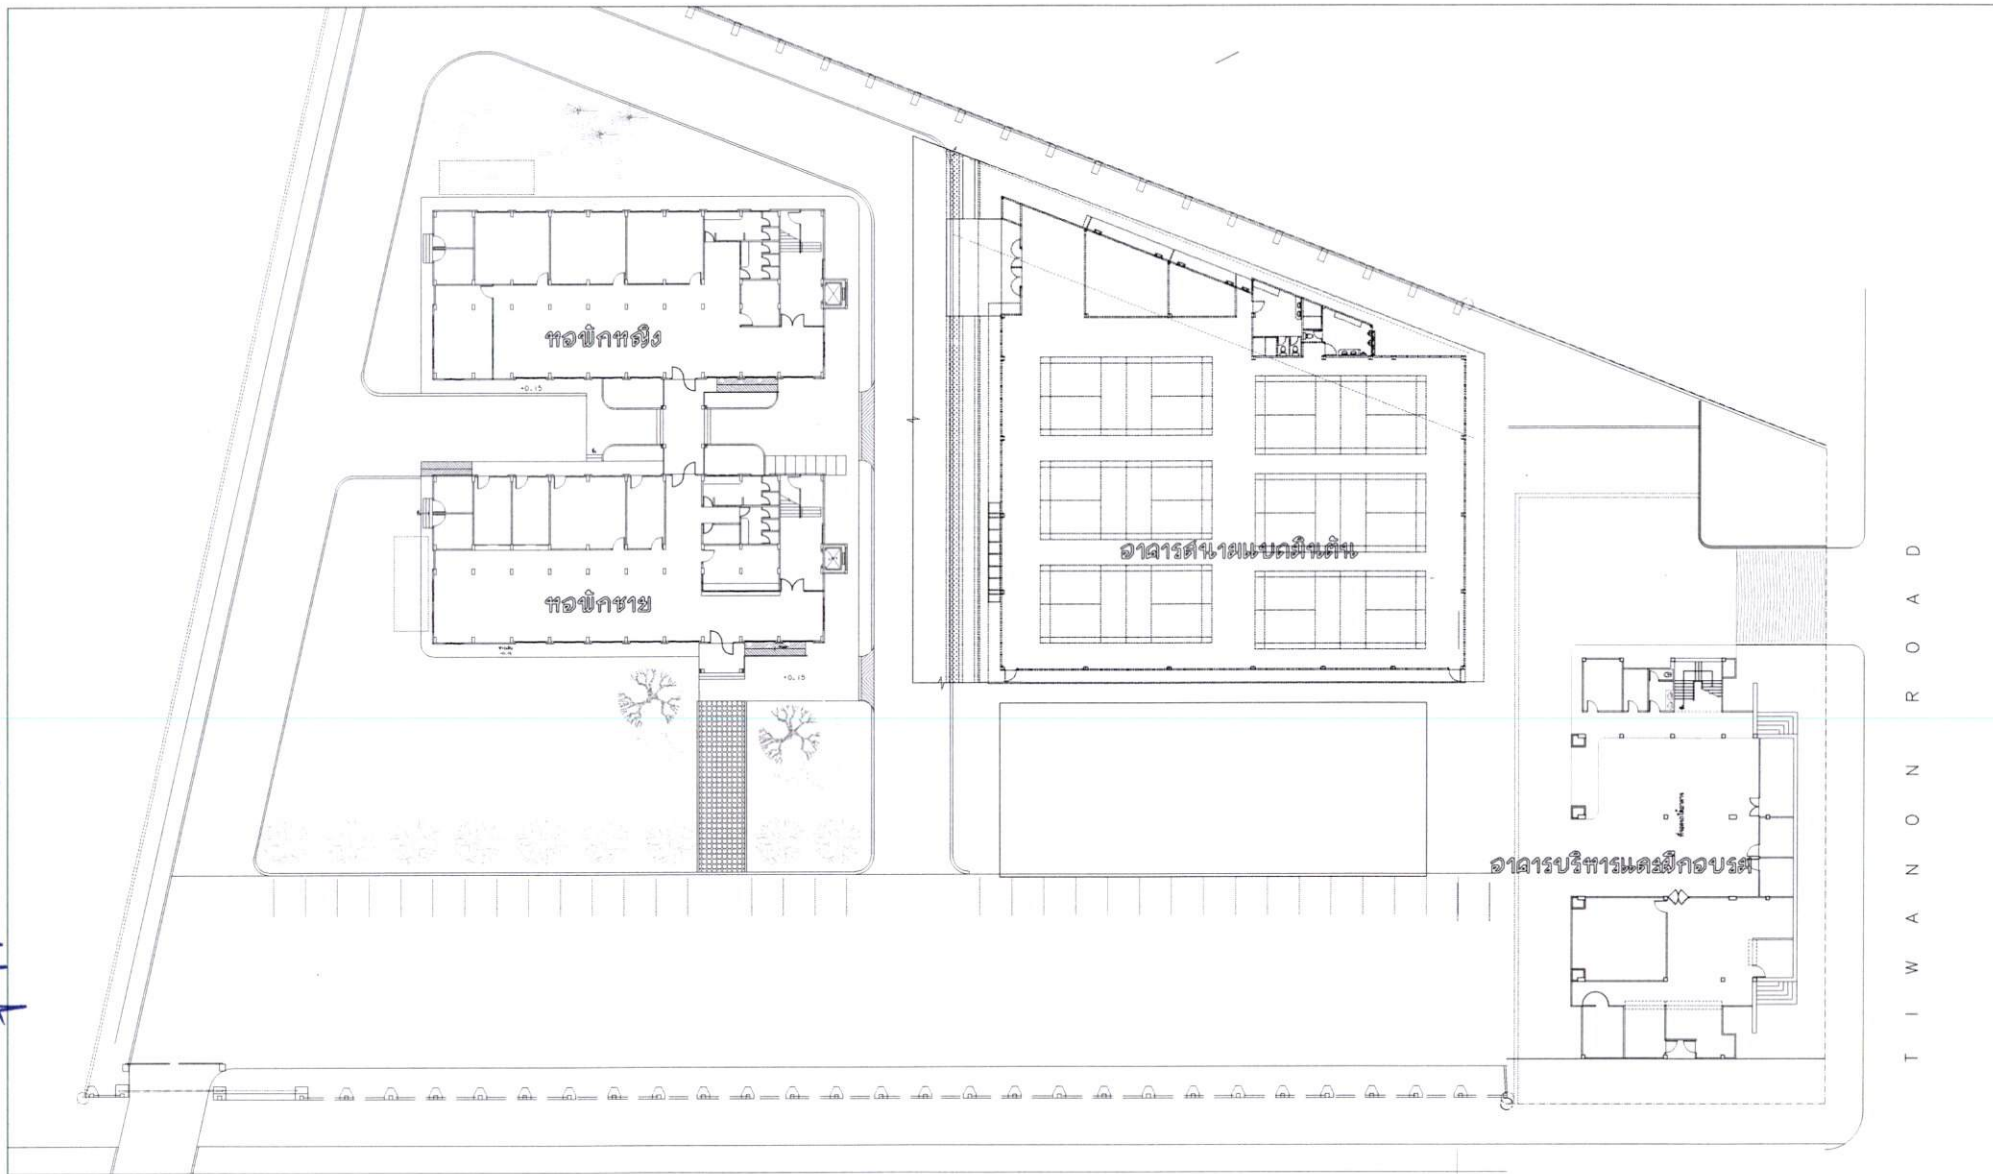 หอพักหญิง
+0.15
อาคารสนามแบดมินตัน
หอพักชาย
+0.15
อาคารบริหารและฝึกอบรม
TIWANON ROAD